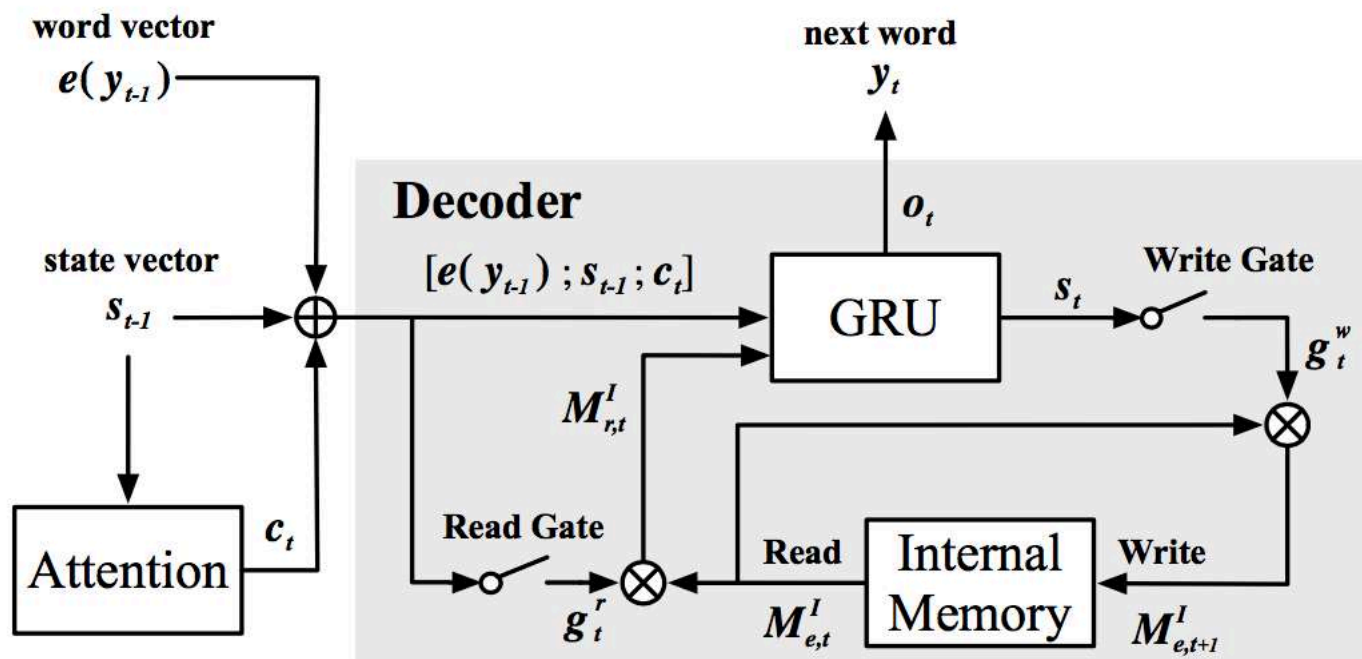 word vector
e( y_{t-1})
next word
y_t
Decoder
o_t
state vector
s_{t-1}
[e( y_{t-1}) ; s_{t-1}; c_t]
GRU
s_t
Write Gate
g_t^w
M_{r,t}^I
Attention
c_t
Read Gate
g_t^r
Read
M_{e,t}^I
Internal
Memory
Write
M_{e,t+1}^I